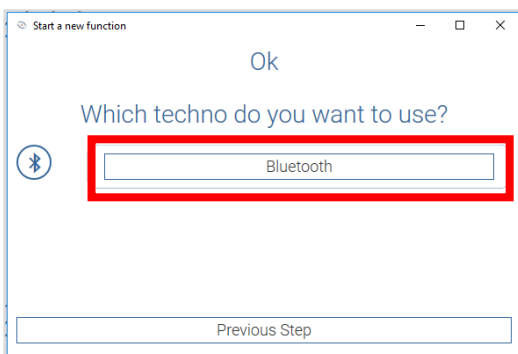 Start a new function
Ok
Which techno do you want to use?
Bluetooth
Previous Step